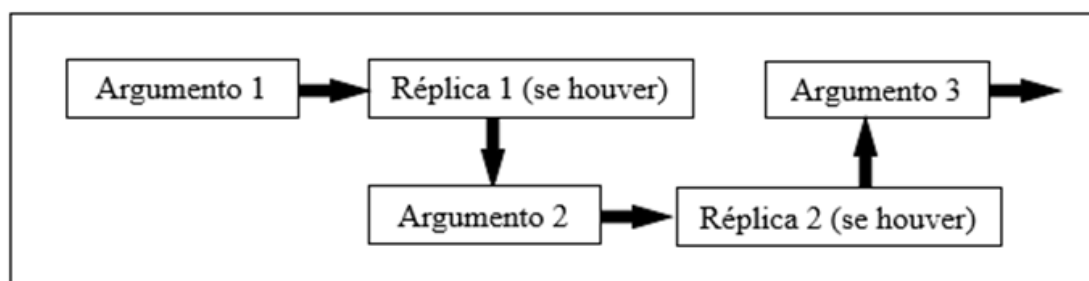 Argumento 1
Réplica 1 (se houver)
Argumento 2
Réplica 2 (se houver)
Argumento 3